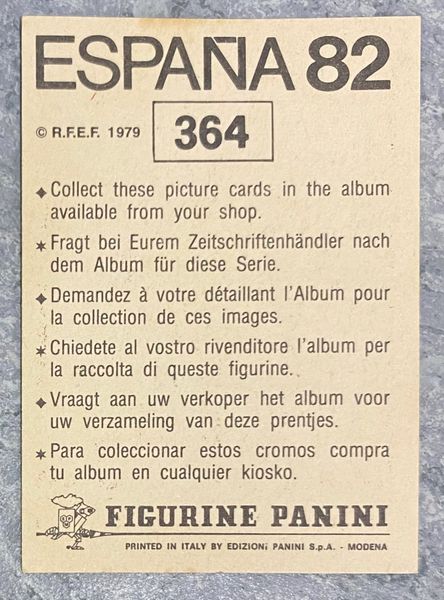 ESPAÑA 82
© R.F.E.F. 1979 364
◆ Collect these picture cards in the album
available from your shop.
✶ Fragt bei Eurem Zeitschriftenhändler nach
dem Album für diese Serie.
◆ Demandez à votre détaillant l'Album pour
la collection de ces images.
✶ Chiedete al vostro rivenditore l'album per
la raccolta di queste figurine.
◆ Vraagt aan uw verkoper het album voor
uw verzameling van deze prentjes.
✶ Para coleccionar estos cromos compra
tu album en cualquier kiosko.
FIGURINE PANINI
PRINTED IN ITALY BY EDIZIONI PANINI S.p.A. - MODENA